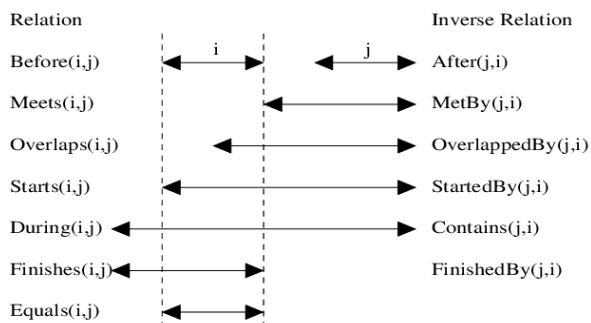 Relation Inverse Relation
Before(i,j) i j After(j,i)
Meets(i,j) MetBy(j,i)
Overlaps(i,j) OverlappedBy(j,i)
Starts(i,j) StartedBy(j,i)
During(i,j) Contains(j,i)
Finishes(i,j) FinishedBy(j,i)
Equals(i,j)